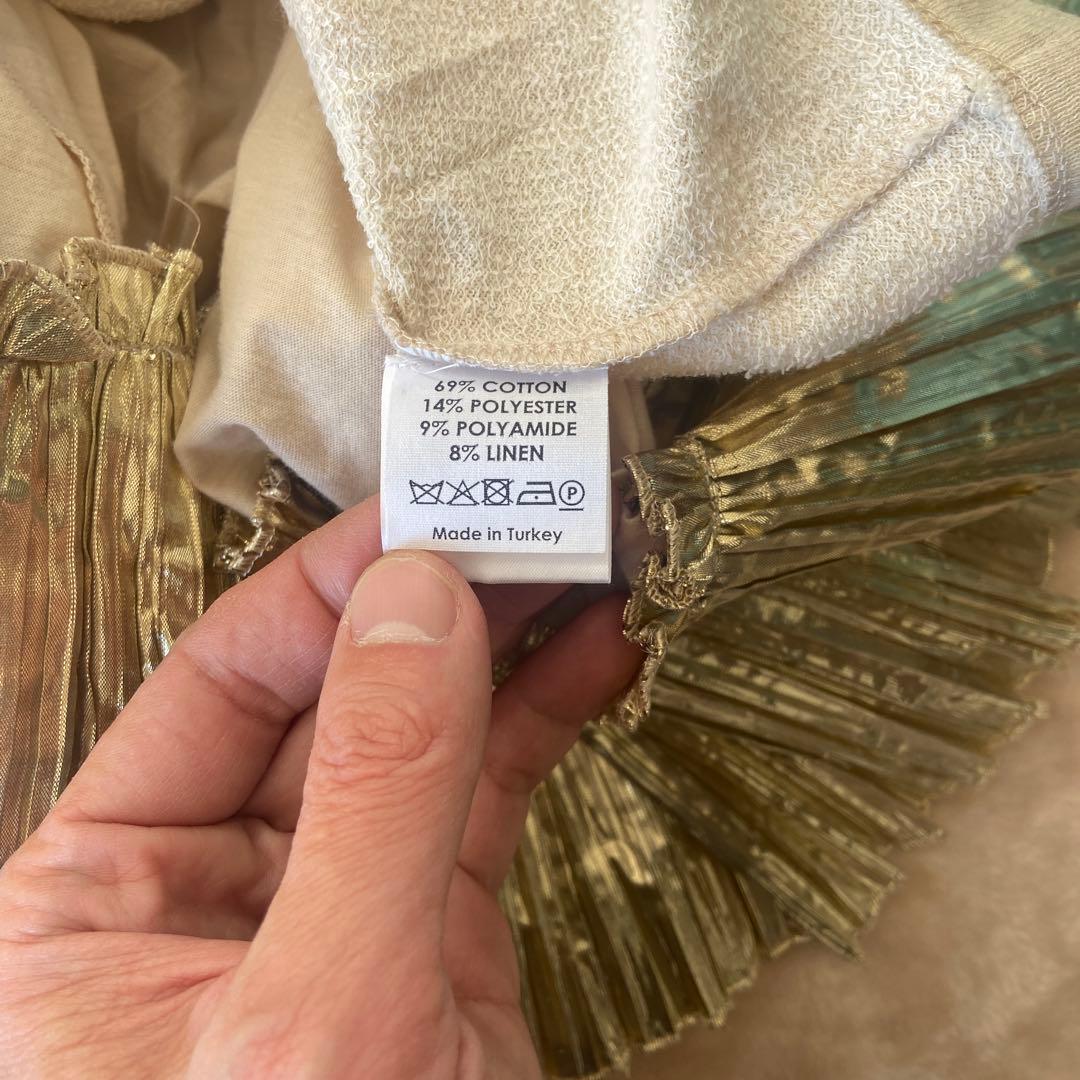 69% COTTON
14% POLYESTER
9% POLYAMIDE
8% LINEN
P
Made in Turkey